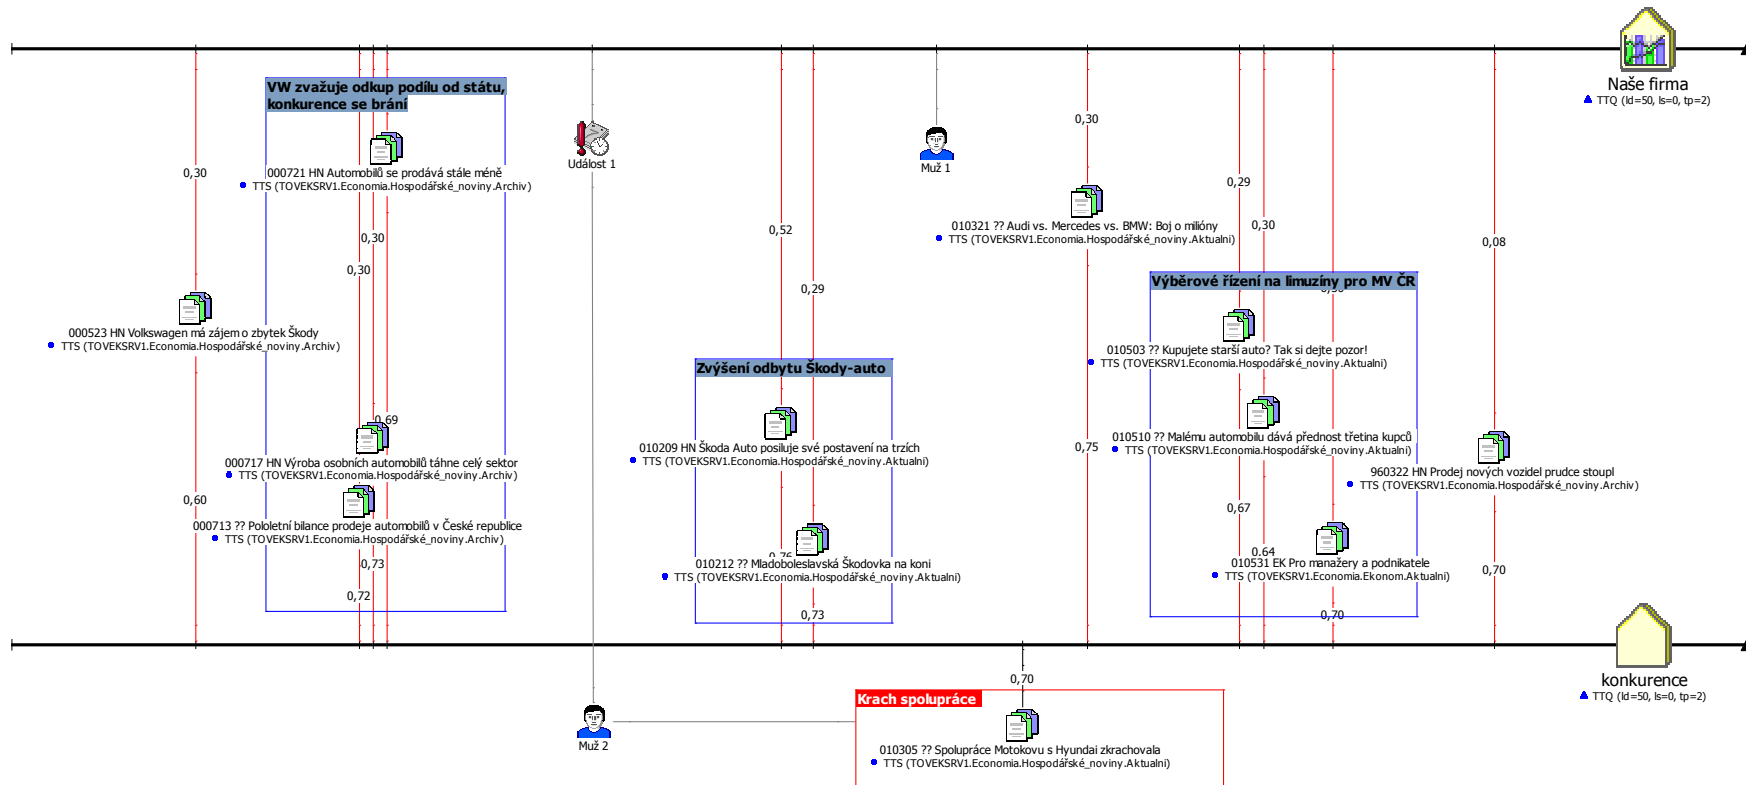 Naše firma
TTQ (ld=50, ls=0, tp=2)
VW zvažuje odkup podílu od státu,
konkurence se brání
000721 HN Automobilů se prodává stále méně
TTS (TOVEKSRV1.Economia.Hospodářské_noviny.Archiv)
Událost 1
Muž 1
0,30
0,30
0,29
010321 ?? Audi vs. Mercedes vs. BMW: Boj o milióny
TTS (TOVEKSRV1.Economia.Hospodářské_noviny.Aktualni)
0,30
0,52
0,30
0,08
0,30
0,29
Výběrové řízení na limuzíny pro MV ČR
000523 HN Volkswagen má zájem o zbytek Škody
TTS (TOVEKSRV1.Economia.Hospodářské_noviny.Archiv)
010503 ?? Kupujete starší auto? Tak si dejte pozor!
TTS (TOVEKSRV1.Economia.Hospodářské_noviny.Aktualni)
Zvýšení odbytu Škody-auto
0,69
010209 HN Škoda Auto posiluje své postavení na trzích
TTS (TOVEKSRV1.Economia.Hospodářské_noviny.Aktualni)
0,75
010510 ?? Malému automobilu dává přednost třetina kupců
TTS (TOVEKSRV1.Economia.Hospodářské_noviny.Aktualni)
000717 HN Výroba osobních automobilů táhne celý sektor
TTS (TOVEKSRV1.Economia.Hospodářské_noviny.Archiv)
960322 HN Prodej nových vozidel prudce stoupl
TTS (TOVEKSRV1.Economia.Hospodářské_noviny.Archiv)
0,60
0,67
000713 ?? Pololetní bilance prodeje automobilů v České republice
TTS (TOVEKSRV1.Economia.Hospodářské_noviny.Archiv)
0,76
0,64
010212 ?? Mladoboleslavská Škodovka na koni
TTS (TOVEKSRV1.Economia.Hospodářské_noviny.Aktualni)
010531 EK Pro manažery a podnikatele
TTS (TOVEKSRV1.Economia.Ekonom.Aktualni)
0,73
0,70
0,72
0,73
0,70
konkurence
TTQ (ld=50, ls=0, tp=2)
0,70
Krach spolupráce
Muž 2
010305 ?? Spolupráce Motokovu s Hyundai zkrachovala
TTS (TOVEKSRV1.Economia.Hospodářské_noviny.Aktualni)